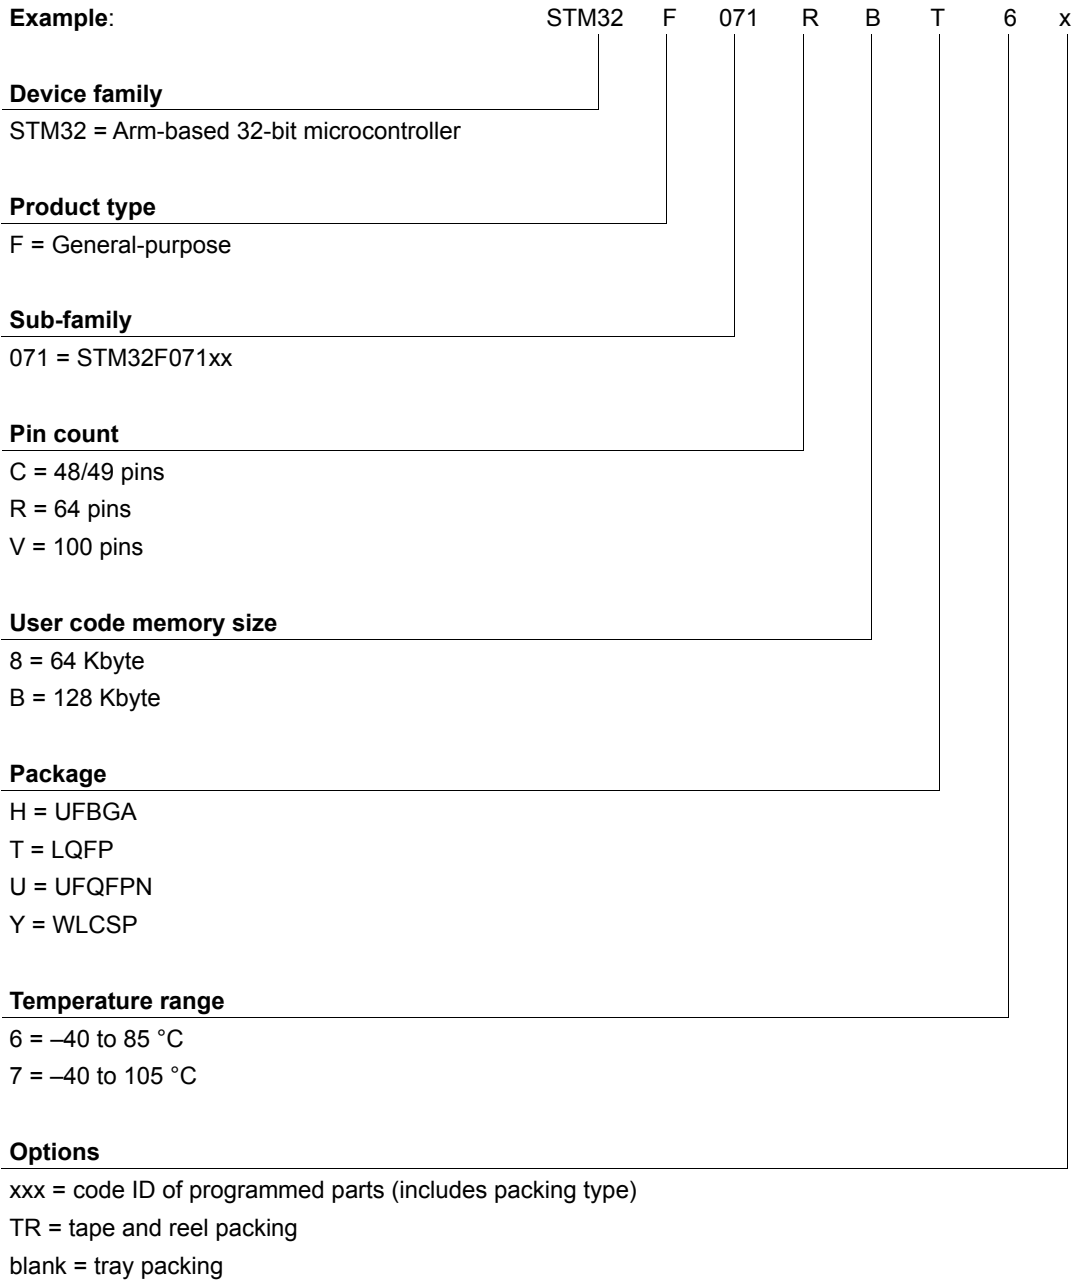 Example: STM32 F 071 R B T 6 x
Device family
STM32 = Arm-based 32-bit microcontroller
Product type
F = General-purpose
Sub-family
071 = STM32F071xx
Pin count
C = 48/49 pins
R = 64 pins
V = 100 pins
User code memory size
8 = 64 Kbyte
B = 128 Kbyte
Package
H = UFBGA
T = LQFP
U = UFQFPN
Y = WLCSP
Temperature range
6 = –40 to 85 °C
7 = –40 to 105 °C
Options
xxx = code ID of programmed parts (includes packing type)
TR = tape and reel packing
blank = tray packing